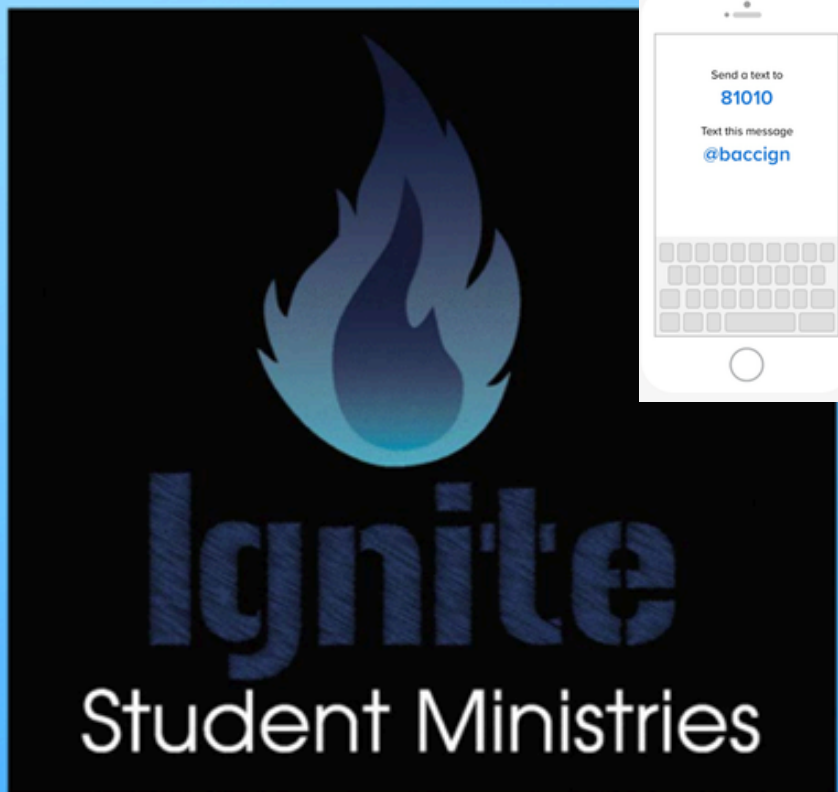 Send a text to
81010
Text this message
@baccign
Ignite
Student Ministries